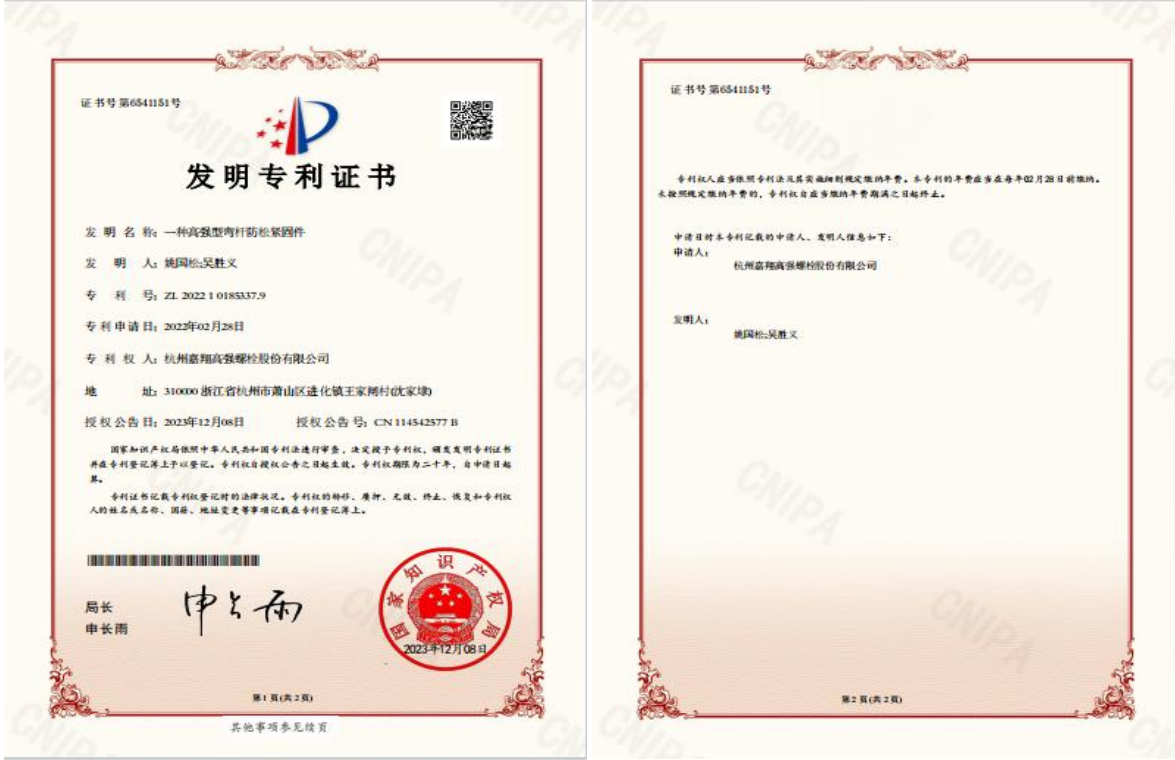 证书号第6541151号
发明专利证书
发明名称：一种高强型弯杆防松紧固件
发明人：姚国松;吴胜义
专利号：ZL 2022 1 0185337.9
专利申请日：2022年02月28日
专利权人：杭州嘉翔高强螺栓股份有限公司
地址：310000 浙江省杭州市萧山区进化镇王家闸村(沈家埭)
授权公告日：2023年12月08日 授权公告号：CN 114542577 B
国家知识产权局依照中华人民共和国专利法进行审查，决定授予专利权，颁发发明专利证书
并在专利登记簿上予以登记。专利权自授权公告之日起生效。专利权期限为二十年，自申请日起
算。
专利证书记载专利权登记时的法律状况。专利权的转移、质押、无效、终止、恢复和专利权
人的姓名或名称、国籍、地址变更等事项记载在专利登记簿上。
局长
申长雨
申长雨
国家知识产权局
2023年12月08日
第1页(共2页)
其他事项参见续页
证书号第6541151号
专利权人应当依照专利法及其实施细则规定缴纳年费。本专利的年费应当在每年02月28日前缴纳。
未按照规定缴纳年费的，专利权自应当缴纳年费期满之日起终止。
申请日时本专利记载的申请人、发明人信息如下：
申请人：
杭州嘉翔高强螺栓股份有限公司
发明人：
姚国松;吴胜义
第2页(共2页)
CNIPA